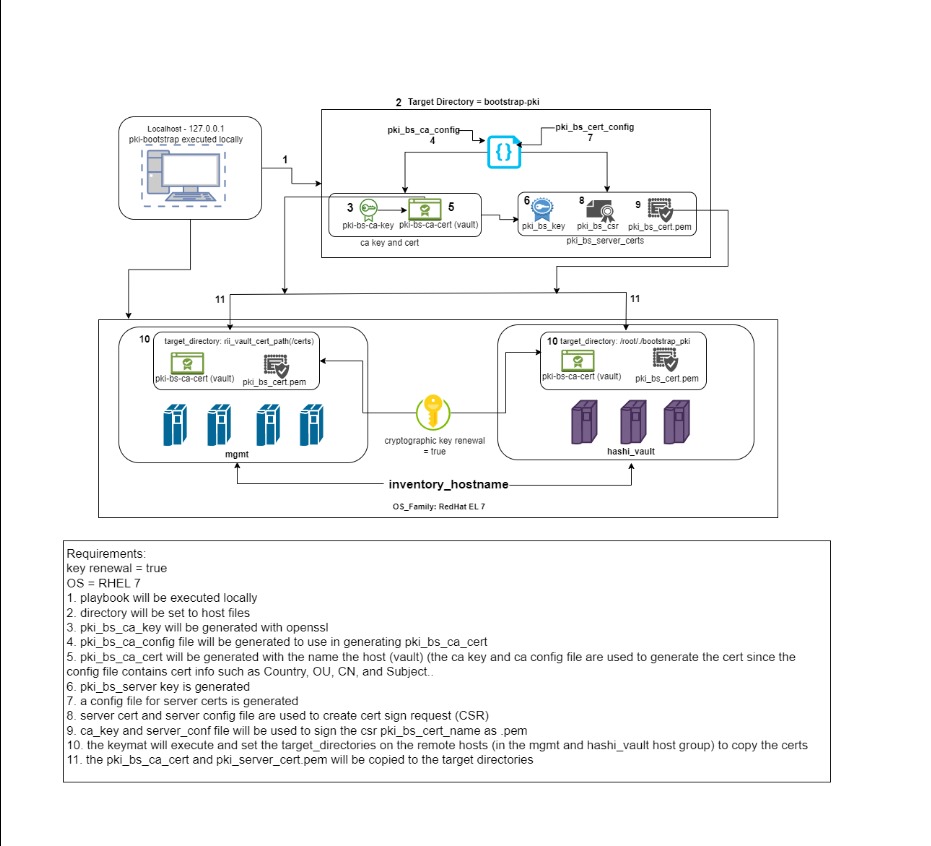 2 Target Directory = bootstrap-pki
Localhost - 127.0.0.1
pki-bootstrap executed locally
1
pki_bs_ca_config
4
{}
pki_bs_cert_config
7
3
5
pki-bs-ca-key
pki-bs-ca-cert (vault)
ca key and cert
6
8
9
pki_bs_key
pki_bs_csr
pki_bs_cert.pem
pki_bs_server_certs
11
11
10
target_directory: rii_vault_cert_path(/certs)
pki-bs-ca-cert (vault)
pki_bs_cert.pem
mgmt
10 target_directory: /root/./bootstrap_pki
pki-bs-ca-cert (vault)
pki_bs_cert.pem
hashi_vault
cryptographic key renewal
= true
inventory_hostname
OS_Family: RedHat EL 7
Requirements:
key renewal = true
OS = RHEL 7
1. playbook will be executed locally
2. directory will be set to host files
3. pki_bs_ca_key will be generated with openssl
4. pki_bs_ca_config file will be generated to use in generating pki_bs_ca_cert
5. pki_bs_ca_cert will be generated with the name the host (vault) (the ca key and ca config file are used to generate the cert since the
config file contains cert info such as Country, OU, CN, and Subject..
6. pki_bs_server key is generated
7. a config file for server certs is generated
8. server cert and server config file are used to create cert sign request (CSR)
9. ca_key and server_conf file will be used to sign the csr pki_bs_cert_name as .pem
10. the keymat will execute and set the target_directories on the remote hosts (in the mgmt and hashi_vault host group) to copy the certs
11. the pki_bs_ca_cert and pki_server_cert.pem will be copied to the target directories